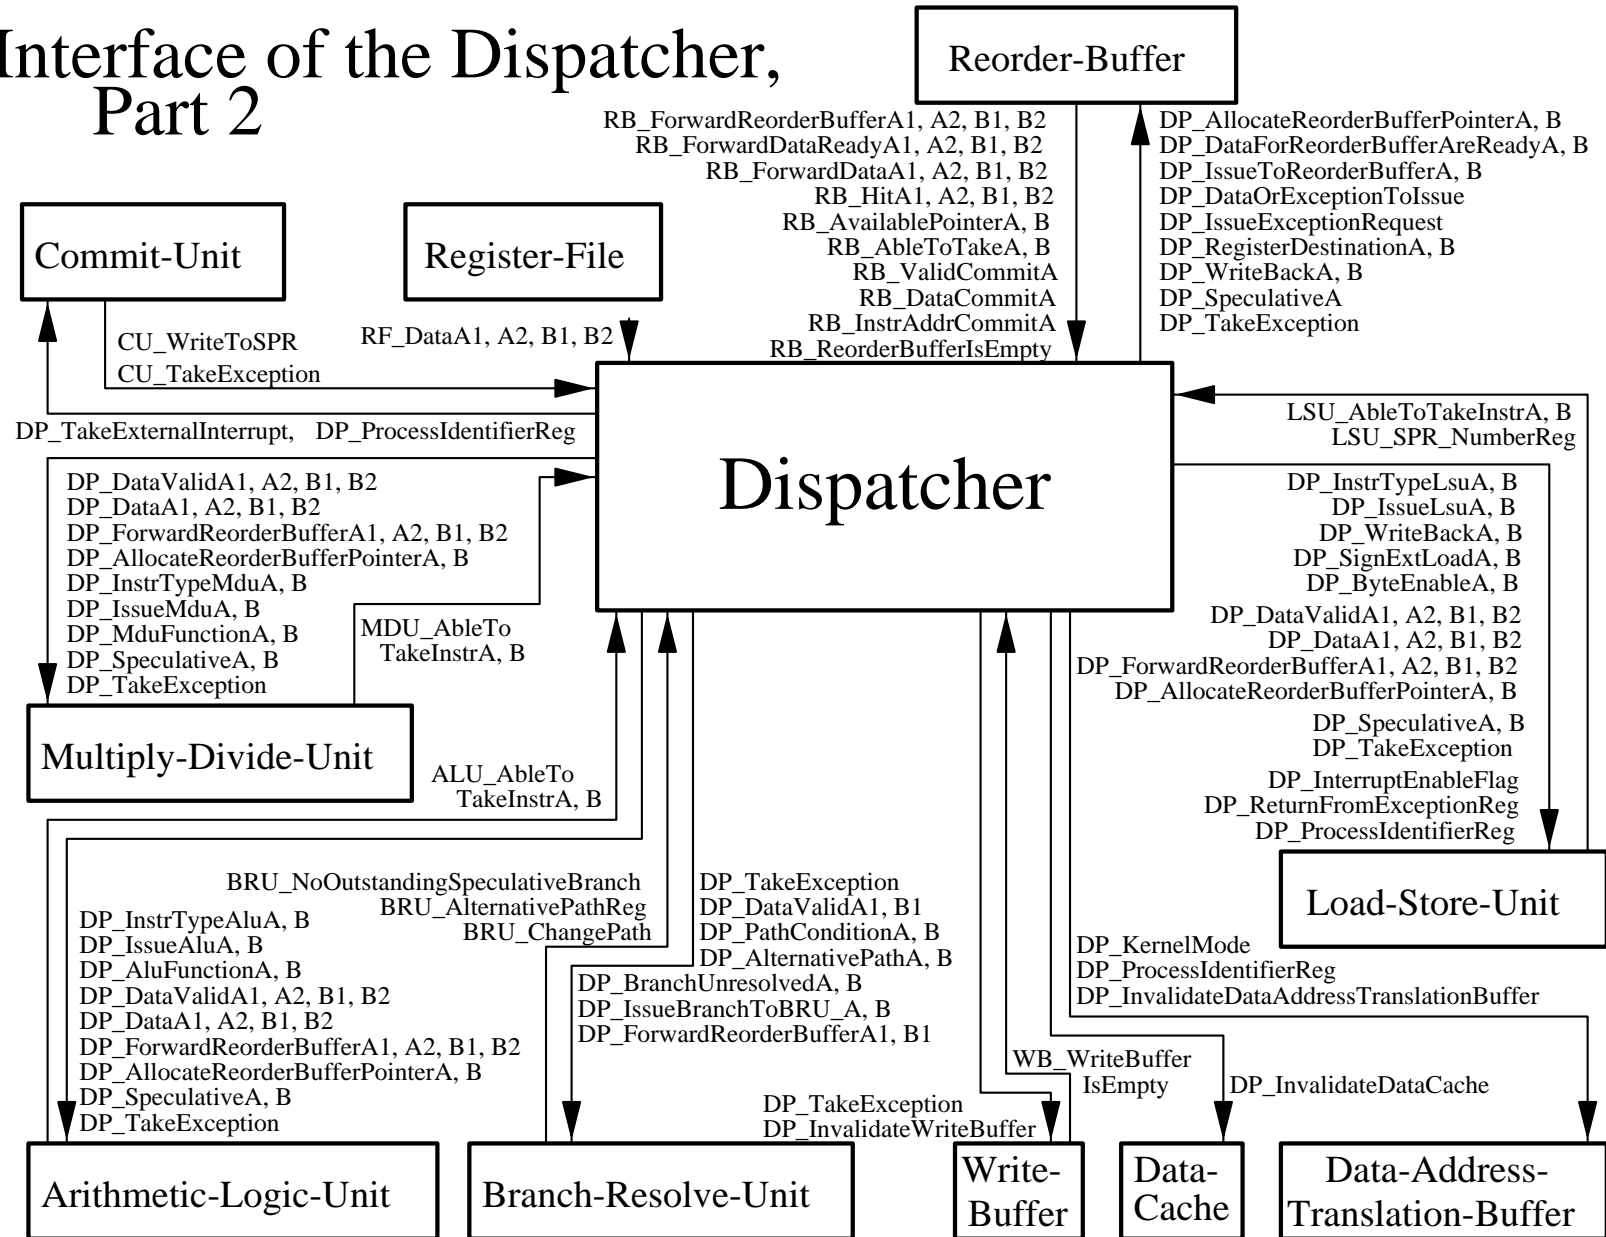 Interface of the Dispatcher,
Part 2
Reorder-Buffer
RB_ForwardReorderBufferA1, A2, B1, B2
RB_ForwardDataReadyA1, A2, B1, B2
RB_ForwardDataA1, A2, B1, B2
RB_HitA1, A2, B1, B2
RB_AvailablePointerA, B
RB_AbleToTakeA, B
RB_ValidCommitA
RB_DataCommitA
RB_InstrAddrCommitA
RB_ReorderBufferIsEmpty
DP_AllocateReorderBufferPointerA, B
DP_DataForReorderBufferAreReadyA, B
DP_IssueToReorderBufferA, B
DP_DataOrExceptionToIssue
DP_IssueExceptionRequest
DP_RegisterDestinationA, B
DP_WriteBackA, B
DP_SpeculativeA
DP_TakeException
Commit-Unit
Register-File
CU_WriteToSPR
CU_TakeException
RF_DataA1, A2, B1, B2
DP_TakeExternalInterrupt, DP_ProcessIdentifierReg
Dispatcher
LSU_AbleToTakeInstrA, B
LSU_SPR_NumberReg
DP_DataValidA1, A2, B1, B2
DP_DataA1, A2, B1, B2
DP_ForwardReorderBufferA1, A2, B1, B2
DP_AllocateReorderBufferPointerA, B
DP_InstrTypeMduA, B
DP_IssueMduA, B
DP_MduFunctionA, B
DP_SpeculativeA, B
DP_TakeException
MDU_AbleTo
TakeInstrA, B
Multiply-Divide-Unit
DP_InstrTypeLsuA, B
DP_IssueLsuA, B
DP_WriteBackA, B
DP_SignExtLoadA, B
DP_ByteEnableA, B
DP_DataValidA1, A2, B1, B2
DP_DataA1, A2, B1, B2
DP_ForwardReorderBufferA1, A2, B1, B2
DP_AllocateReorderBufferPointerA, B
DP_SpeculativeA, B
DP_TakeException
DP_InterruptEnableFlag
DP_ReturnFromExceptionReg
DP_ProcessIdentifierReg
Load-Store-Unit
ALU_AbleTo
TakeInstrA, B
DP_InstrTypeAluA, B
DP_IssueAluA, B
DP_AluFunctionA, B
DP_DataValidA1, A2, B1, B2
DP_DataA1, A2, B1, B2
DP_ForwardReorderBufferA1, A2, B1, B2
DP_AllocateReorderBufferPointerA, B
DP_SpeculativeA, B
DP_TakeException
Arithmetic-Logic-Unit
BRU_NoOutstandingSpeculativeBranch
BRU_AlternativePathReg
BRU_ChangePath
DP_TakeException
DP_DataValidA1, B1
DP_PathConditionA, B
DP_AlternativePathA, B
DP_BranchUnresolvedA, B
DP_IssueBranchToBRU_A, B
DP_ForwardReorderBufferA1, B1
Branch-Resolve-Unit
DP_TakeException
DP_InvalidateWriteBuffer
WB_WriteBuffer
IsEmpty
Write-
Buffer
DP_InvalidateDataCache
Data-
Cache
DP_KernelMode
DP_ProcessIdentifierReg
DP_InvalidateDataAddressTranslationBuffer
Data-Address-
Translation-Buffer